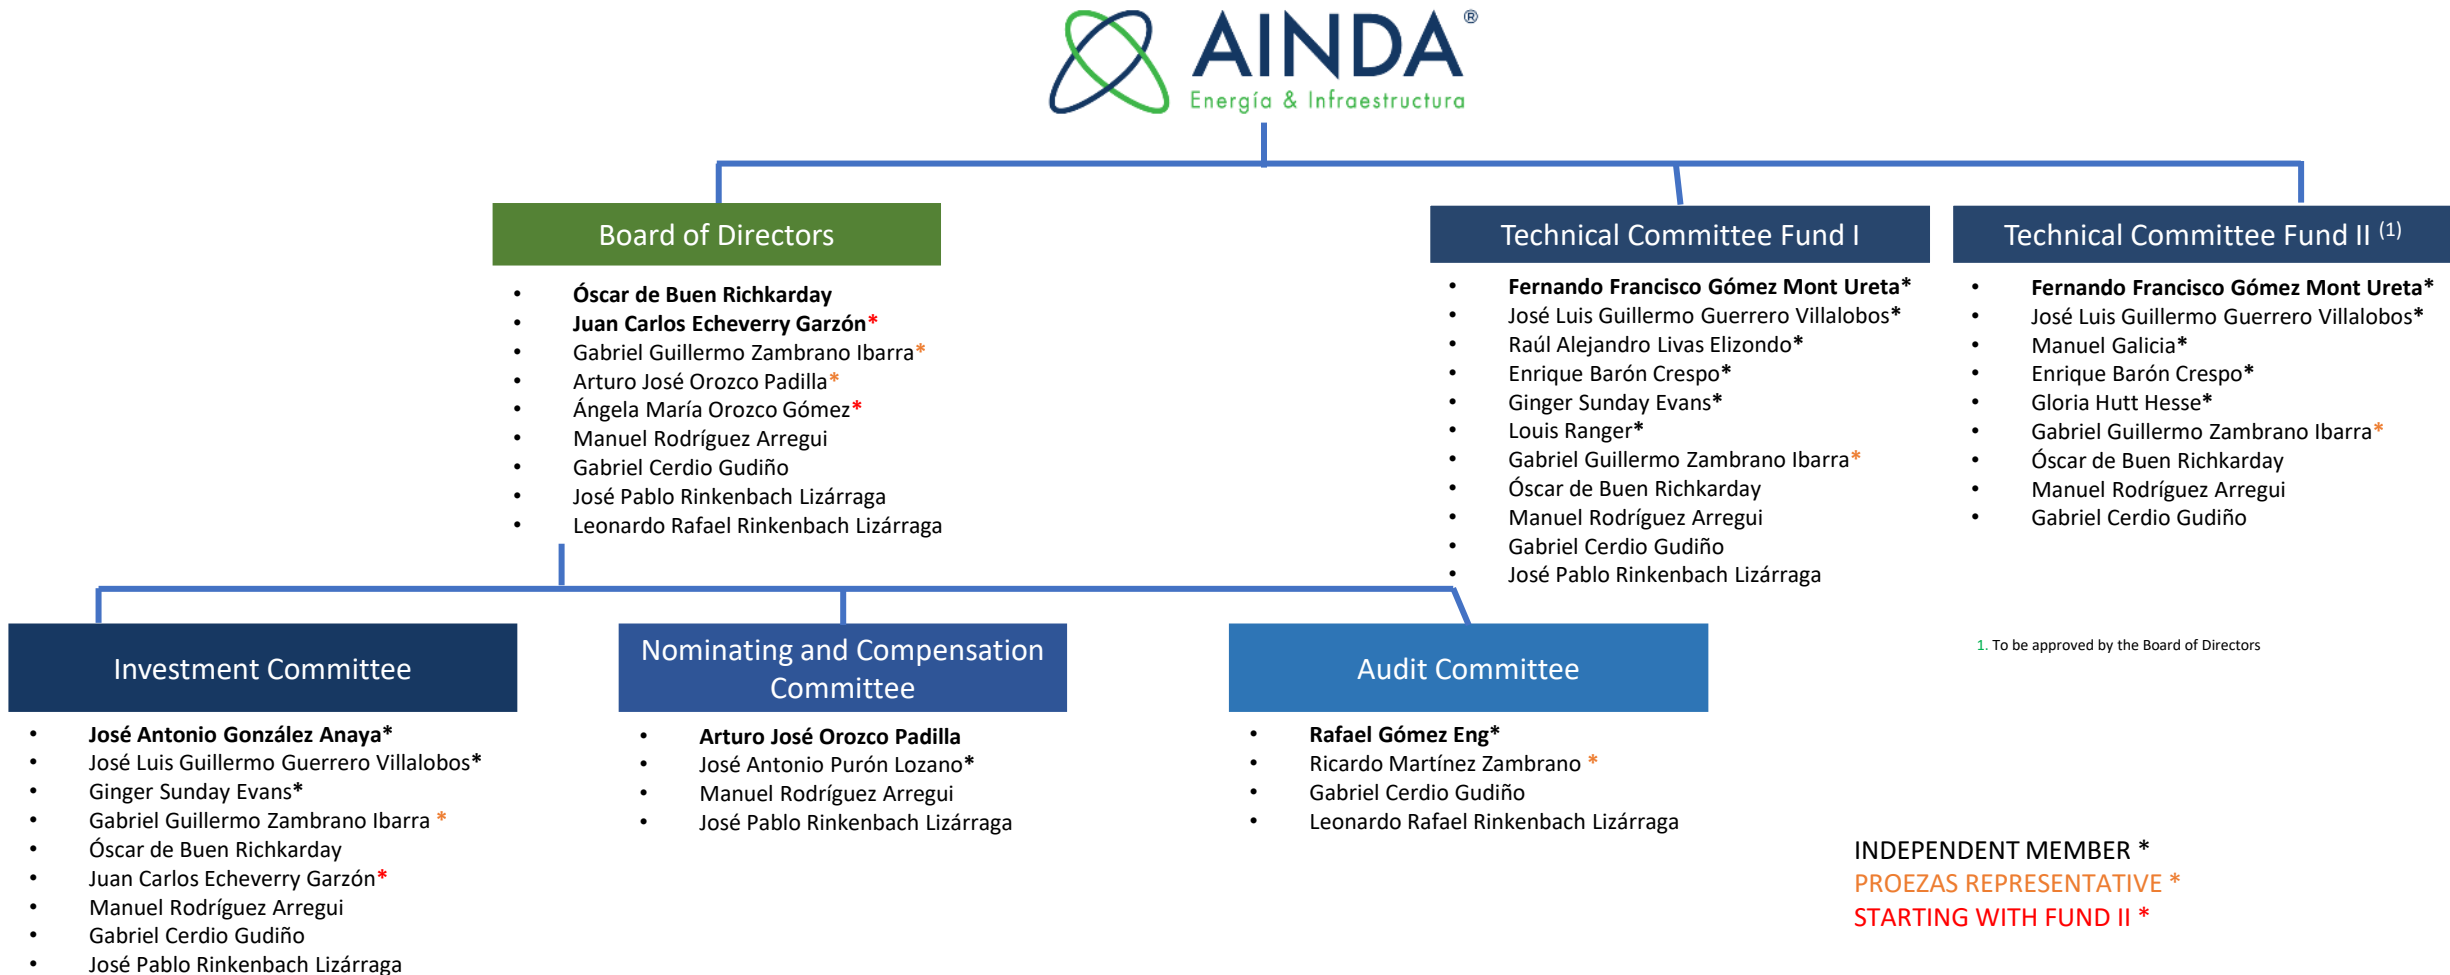 AINDA®
Energía & Infraestructura
Board of Directors
• Óscar de Buen Richkarday
• Juan Carlos Echeverry Garzón*
• Gabriel Guillermo Zambrano Ibarra*
• Arturo José Orozco Padilla*
• Ángela María Orozco Gómez*
• Manuel Rodríguez Arregui
• Gabriel Cerdio Gudiño
• José Pablo Rinkenbach Lizárraga
• Leonardo Rafael Rinkenbach Lizárraga
Technical Committee Fund I
• Fernando Francisco Gómez Mont Ureta*
• José Luis Guillermo Guerrero Villalobos*
• Raúl Alejandro Livas Elizondo*
• Enrique Barón Crespo*
• Ginger Sunday Evans*
• Louis Ranger*
• Gabriel Guillermo Zambrano Ibarra*
• Óscar de Buen Richkarday
• Manuel Rodríguez Arregui
• Gabriel Cerdio Gudiño
• José Pablo Rinkenbach Lizárraga
Technical Committee Fund II (1)
• Fernando Francisco Gómez Mont Ureta*
• José Luis Guillermo Guerrero Villalobos*
• Manuel Galicia*
• Enrique Barón Crespo*
• Gloria Hutt Hesse*
• Gabriel Guillermo Zambrano Ibarra*
• Óscar de Buen Richkarday
• Manuel Rodríguez Arregui
• Gabriel Cerdio Gudiño
1. To be approved by the Board of Directors
Investment Committee
• José Antonio González Anaya*
• José Luis Guillermo Guerrero Villalobos*
• Ginger Sunday Evans*
• Gabriel Guillermo Zambrano Ibarra *
• Óscar de Buen Richkarday
• Juan Carlos Echeverry Garzón*
• Manuel Rodríguez Arregui
• Gabriel Cerdio Gudiño
• José Pablo Rinkenbach Lizárraga
Nominating and Compensation
Committee
• Arturo José Orozco Padilla
• José Antonio Purón Lozano*
• Manuel Rodríguez Arregui
• José Pablo Rinkenbach Lizárraga
Audit Committee
• Rafael Gómez Eng*
• Ricardo Martínez Zambrano *
• Gabriel Cerdio Gudiño
• Leonardo Rafael Rinkenbach Lizárraga
INDEPENDENT MEMBER *
PROEZAS REPRESENTATIVE *
STARTING WITH FUND II *